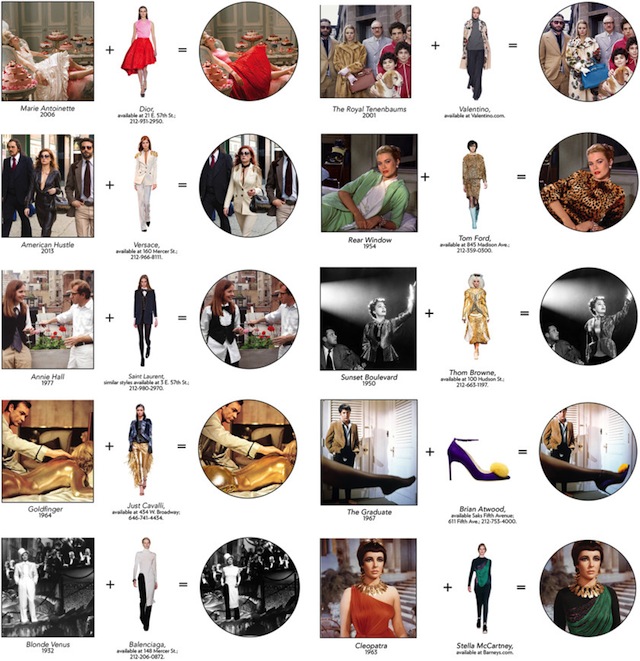 Marie Antoinette
2006
+
Dior,
available at 21 E. 57th St.;
212-931-2950.
=
The Royal Tenenbaums
2001
+
Valentino,
available at Valentino.com.
=
American Hustle
2013
+
Versace,
available at 160 Mercer St.;
212-966-8111.
=
Rear Window
1954
+
Tom Ford,
available at 845 Madison Ave.;
212-359-0300.
=
Annie Hall
1977
+
Saint Laurent,
similar styles available at 3 E. 57th St.;
212-980-2970.
=
Sunset Boulevard
1950
+
Thom Browne,
available at 100 Hudson St.;
212-663-1197.
=
Goldfinger
1964
+
Just Cavalli,
available at 434 W. Broadway;
646-741-4434.
=
The Graduate
1967
+
Brian Atwood,
available Saks Fifth Avenue;
611 Fifth Ave.; 212-753-4000.
=
Blonde Venus
1932
+
Balenciaga,
available at 148 Mercer St.;
212-206-0872.
=
Cleopatra
1963
+
Stella McCartney,
available at Barneys.com.
=